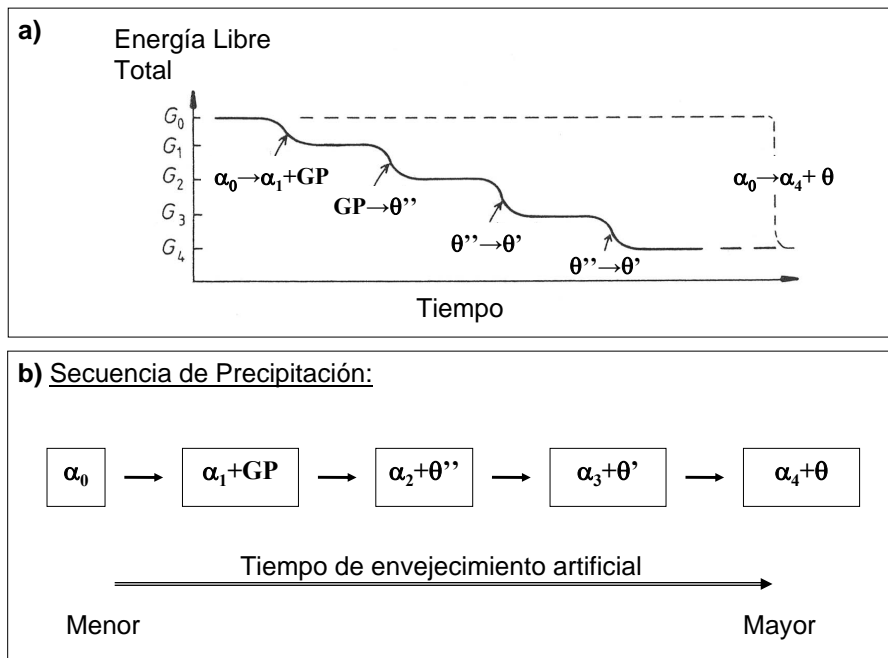 a)
Energía Libre
Total
G₀
G₁
G₂
G₃
G₄
α₀→α₁+GP
GP→θ’’
θ’’→θ’
θ’’→θ’
α₀→α₄+ θ
Tiempo
b) Secuencia de Precipitación:
α₀ → α₁+GP → α₂+θ’’ → α₃+θ’ → α₄+θ
Tiempo de envejecimiento artificial
Menor Mayor